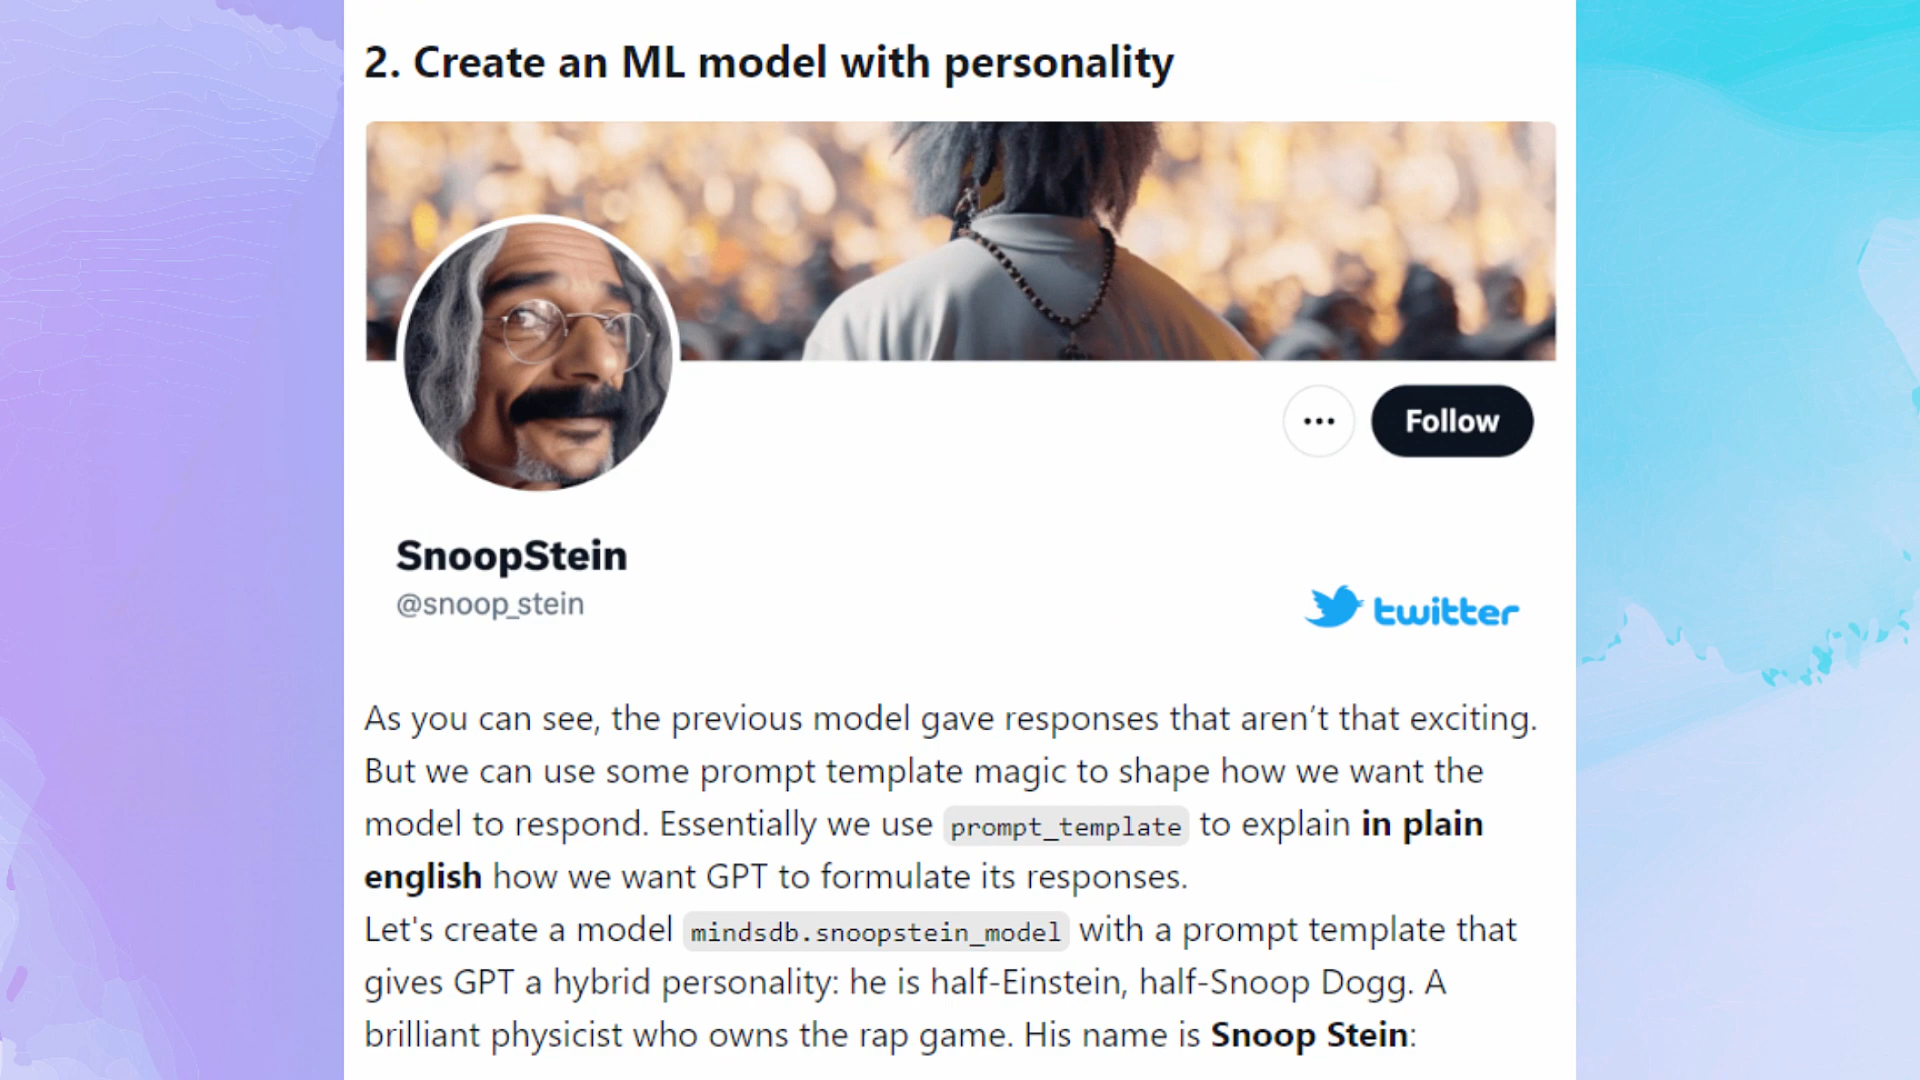 2. Create an ML model with personality
Follow
SnoopStein
@snoop_stein
twitter
As you can see, the previous model gave responses that aren’t that exciting.
But we can use some prompt template magic to shape how we want the
model to respond. Essentially we use prompt_template to explain in plain
english how we want GPT to formulate its responses.
Let's create a model mindsdb.snoopstein_model with a prompt template that
gives GPT a hybrid personality: he is half-Einstein, half-Snoop Dogg. A
brilliant physicist who owns the rap game. His name is Snoop Stein: